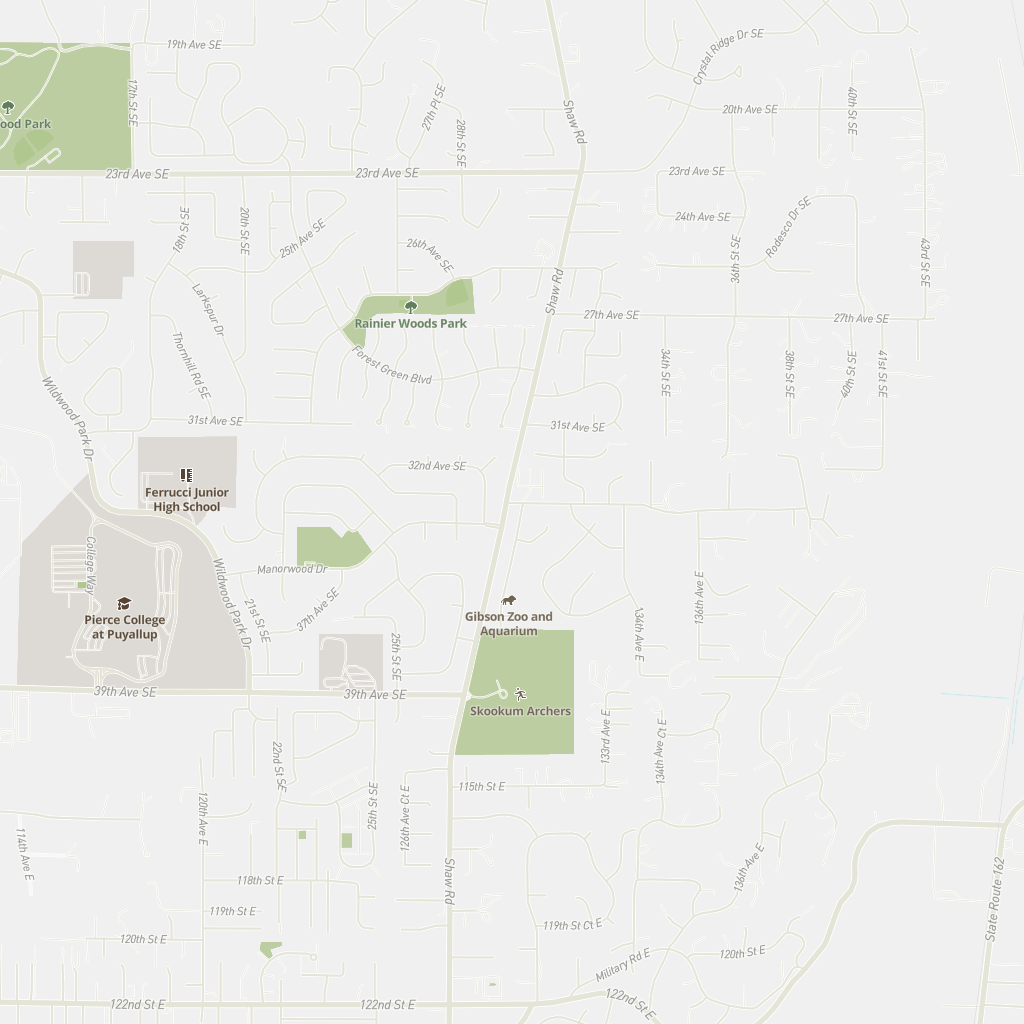 19th Ave SE
Crystal Ridge Dr SE
17th St SE
27th Pl SE
28th St SE
Shaw Rd
20th Ave SE
40th St SE
ood Park
23rd Ave SE
23rd Ave SE
23rd Ave SE
18th St SE
20th St SE
25th Ave SE
26th Ave SE
24th Ave SE
Rodesco Dr SE
36th St SE
43rd St SE
Larkspur Dr
Shaw Rd
Rainier Woods Park
27th Ave SE
27th Ave SE
Thornhill Rd SE
Forest Green Blvd
34th St SE
38th St SE
40th St SE
41st St SE
Wildwood Park Dr
31st Ave SE
31st Ave SE
32nd Ave SE
Ferrucci Junior
High School
College Way
Wildwood Park Dr
Manorwood Dr
37th Ave SE
21st St SE
Pierce College
at Puyallup
Gibson Zoo and
Aquarium
134th Ave E
136th Ave E
25th St SE
39th Ave SE
39th Ave SE
Skookum Archers
133rd Ave E
134th Ave Ct E
22nd St SE
25th St SE
126th Ave Ct E
115th St E
120th Ave E
114th Ave E
118th St E
Shaw Rd
136th Ave E
State Route 162
119th St E
119th St Ct E
120th St E
120th St E
Military Rd E
122nd St E
122nd St E
122nd St E